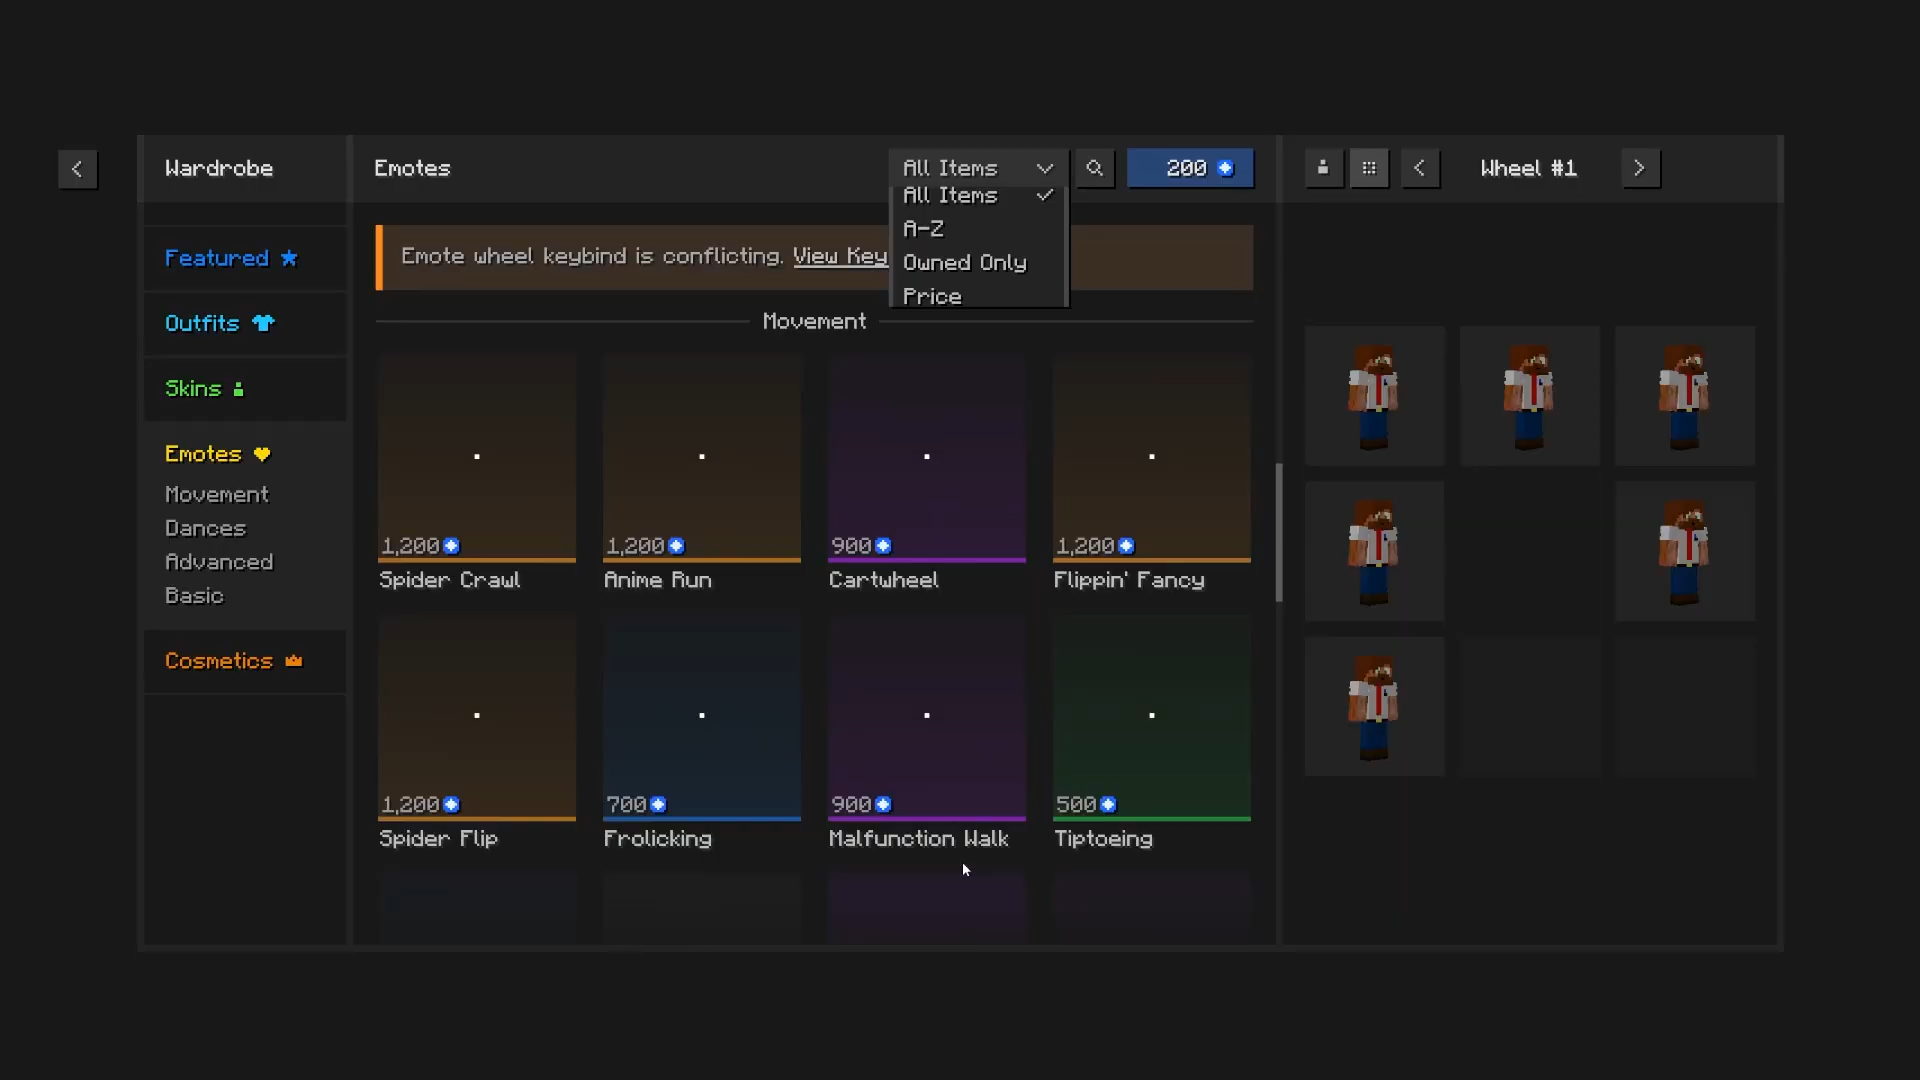 Wardrobe
Emotes
All Items
200
Wheel #1
All Items
A-Z
Owned Only
Price
Featured
Outfits
Skins
Emotes
Movement
Dances
Advanced
Basic
Cosmetics
Emote wheel keybind is conflicting. View Key
Movement
1,200
Spider Crawl
1,200
Anime Run
900
Cartwheel
1,200
Flippin' Fancy
1,200
Spider Flip
700
Frolicking
900
Malfunction Walk
500
Tiptoeing